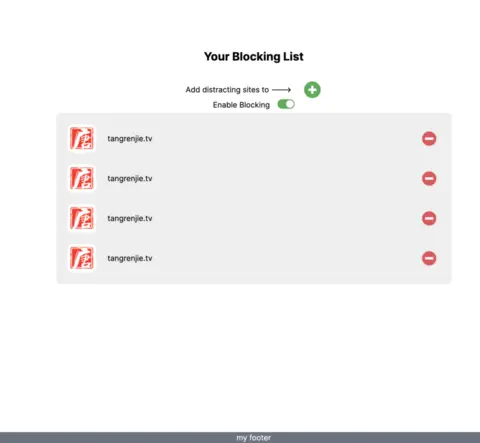 Your Blocking List
Add distracting sites to ⟶
Enable Blocking
tangrenjie.tv
tangrenjie.tv
tangrenjie.tv
tangrenjie.tv
my footer